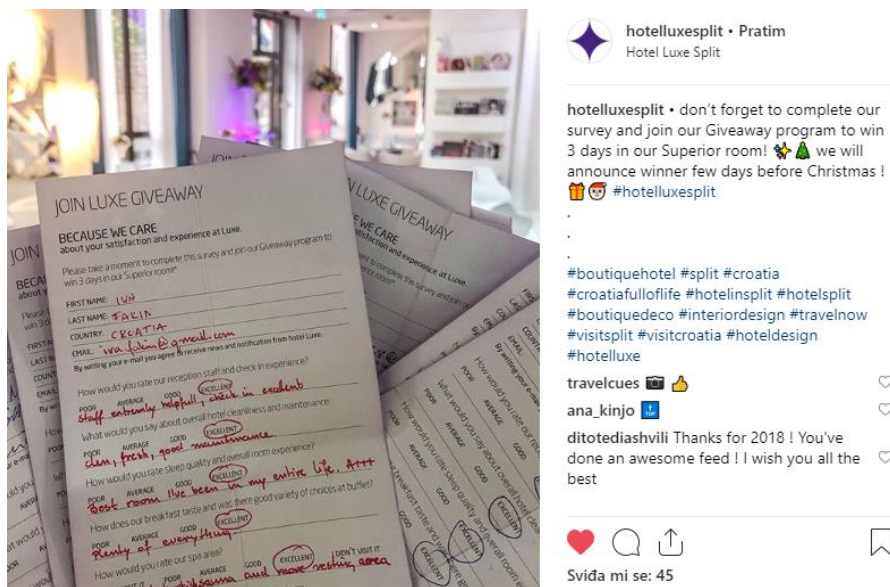 JOIN LUXE GIVEAWAY
BECAUSE WE CARE
about your satisfaction and experience at Luxe.
Please take a moment to complete this survey and join our Giveaway program to
win 3 days in our Superior room!*
FIRST NAME: IVA
LAST NAME: FAKIN
COUNTRY: CROATIA
EMAIL: iva.fakin@gmail.com
By writing your e-mail you agree to receive news and notification from hotel Luxe.
How would you rate our reception staff and check in experience?
POOR AVERAGE GOOD EXCELLENT
staff extremly helpfull, check in excelent
What would you say about overall hotel cleanliness and maintenance:
POOR AVERAGE GOOD EXCELLENT
clean, fresh, good maintenance
How would you rate sleep quality and overall room experience?
POOR AVERAGE GOOD EXCELLENT
Best room I've been in my entire life. A+++
How does our breakfast taste and was there good variety of choices at buffet?
POOR AVERAGE GOOD EXCELLENT
plenty of everything.
How would you rate our spa area?
AVERAGE GOOD EXCELLENT DIDN'T VISIT IT
sauna and more resting area
LUXE GIVEAWAY
WE CARE
hotelluxesplit • Pratim
Hotel Luxe Split
hotelluxesplit • don't forget to complete our
survey and join our Giveaway program to win
3 days in our Superior room! ✨🎄 we will
announce winner few days before Christmas !
🎁🎅 #hotelluxesplit
.
.
.
#boutiquehotel #split #croatia
#croatiafulloflife #hotelinsplit #hotelsplit
#boutiquedeco #interiordesign #travelnow
#visitsplit #visitcroatia #hoteldesign
#hotelluxe
travelcues 📷 👍
ana_kinjo 🔝
ditotediashvili Thanks for 2018 ! You've
done an awesome feed ! I wish you all the
best
Sviđa mi se: 45